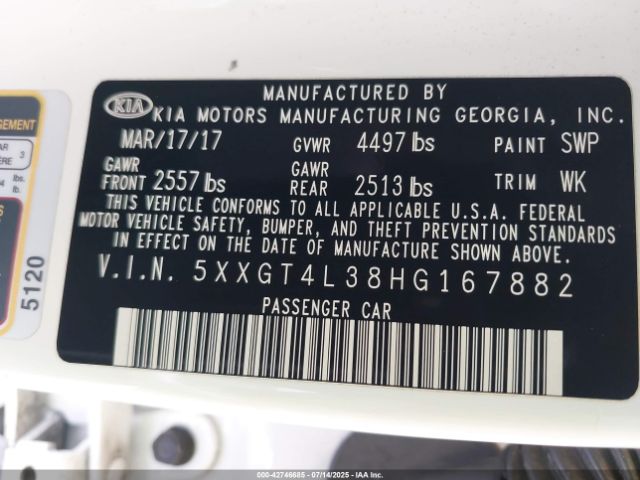 MANUFACTURED BY
KIA KIA MOTORS MANUFACTURING GEORGIA, INC.
MAR/17/17 GVWR 4497 lbs PAINT SWP
GAWR GAWR
FRONT 2557 lbs REAR 2513 lbs TRIM WK
THIS VEHICLE CONFORMS TO ALL APPLICABLE U.S.A. FEDERAL
MOTOR VEHICLE SAFETY, BUMPER, AND THEFT PREVENTION STANDARDS
IN EFFECT ON THE DATE OF MANUFACTURE SHOWN ABOVE.
V.I.N. 5XXGT4L38HG167882
PASSENGER CAR
5120
3
lbs.
lb.
000-42746685 - 07/14/2025 - IAA Inc.